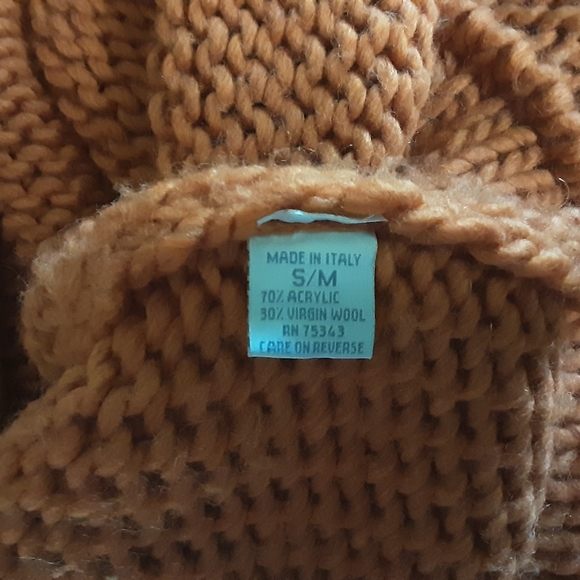 MADE IN ITALY
S/M
70% ACRYLIC
30% VIRGIN WOOL
RN 75343
CARE ON REVERSE